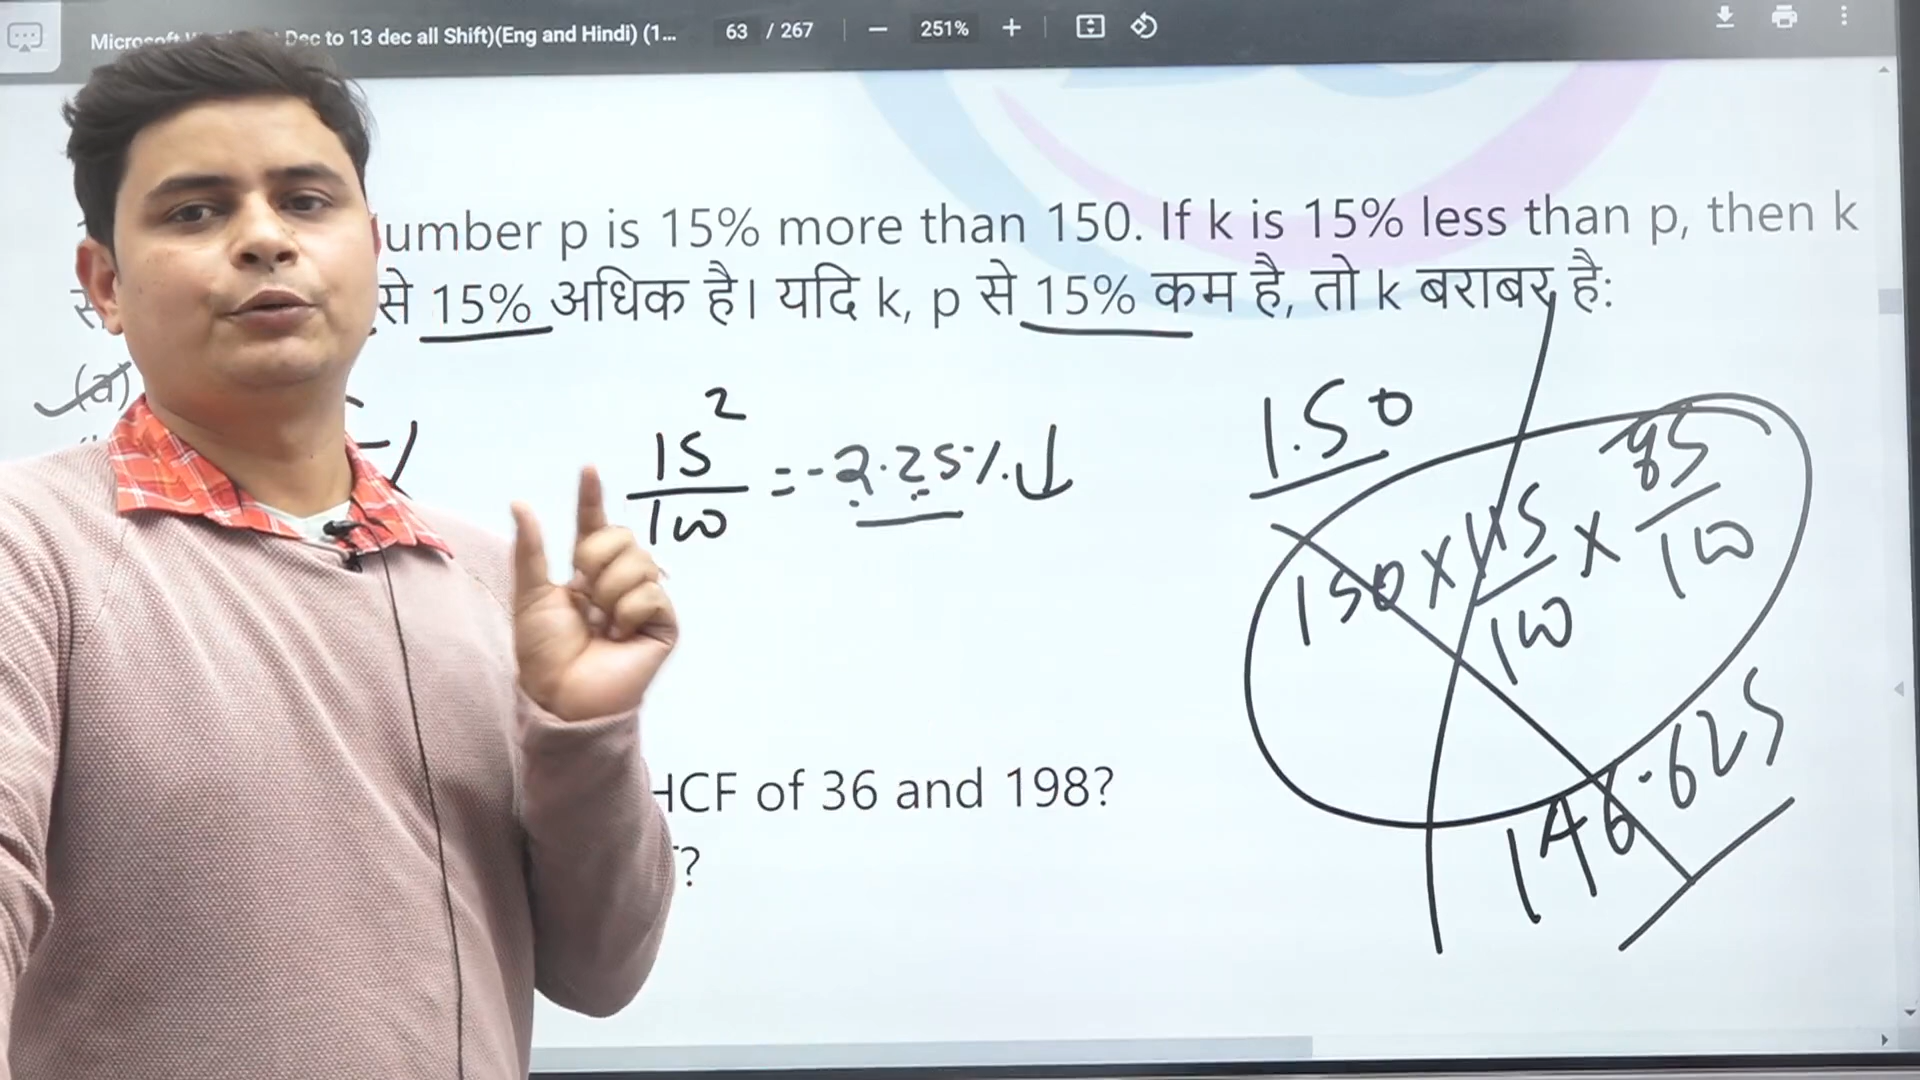 Dec to 13 dec all Shift)(Eng and Hindi) (1... 63 / 267 251%
umber p is 15% more than 150. If k is 15% less than p, then k
से 15% अधिक है। यदि k, p से 15% कम है, तो k बराबर है:
(a)
15² / 100 = -2.25% ↓
1.50
150 × 115/100 × 85/100
146.625
HCF of 36 and 198?
?